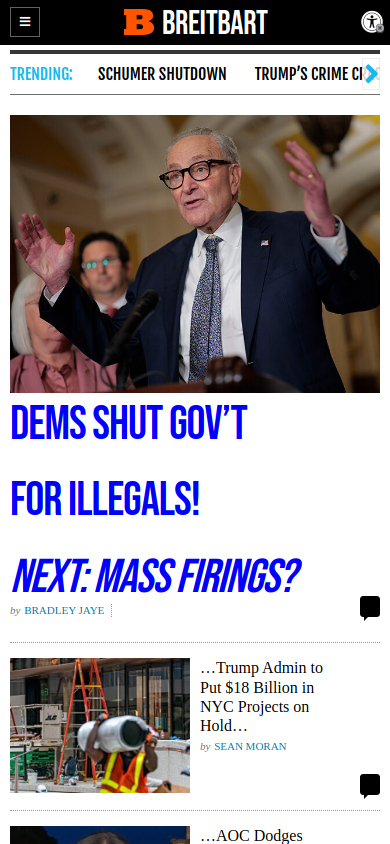 B BREITBART
TRENDING: SCHUMER SHUTDOWN TRUMP'S CRIME
DEMS SHUT GOV'T
FOR ILLEGALS!
NEXT: MASS FIRINGS?
by BRADLEY JAYE
…Trump Admin to
Put $18 Billion in
NYC Projects on
Hold…
by SEAN MORAN
…AOC Dodges